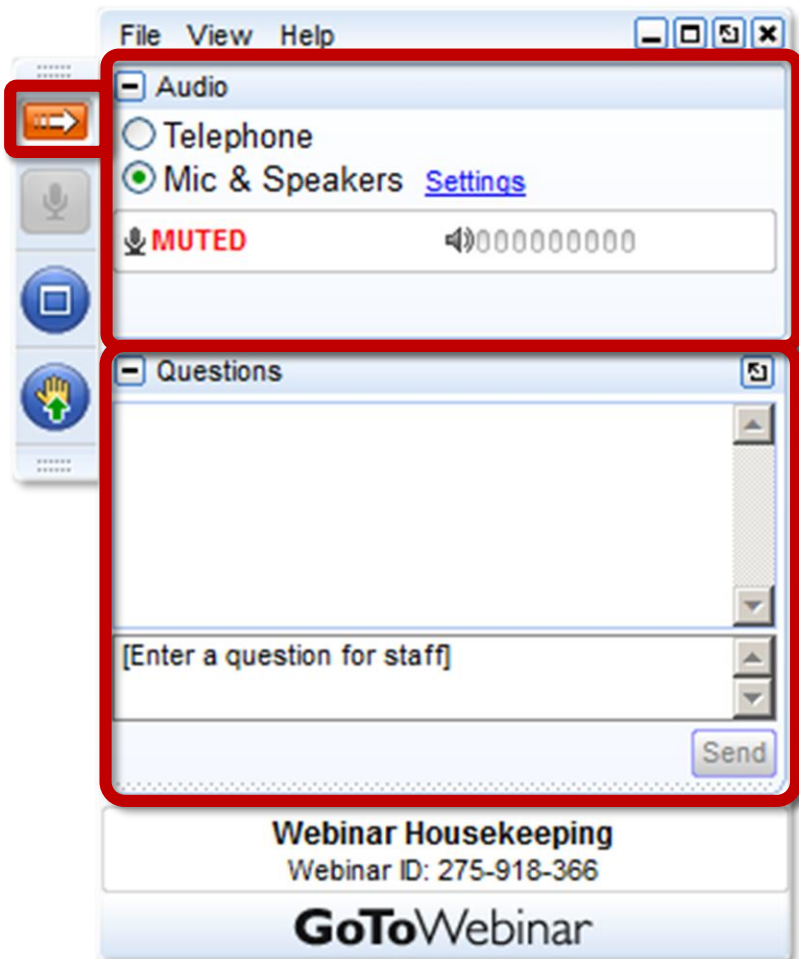 File View Help
Audio
Telephone
Mic & Speakers Settings
MUTED
Questions
[Enter a question for staff]
Send
Webinar Housekeeping
Webinar ID: 275-918-366
GoToWebinar